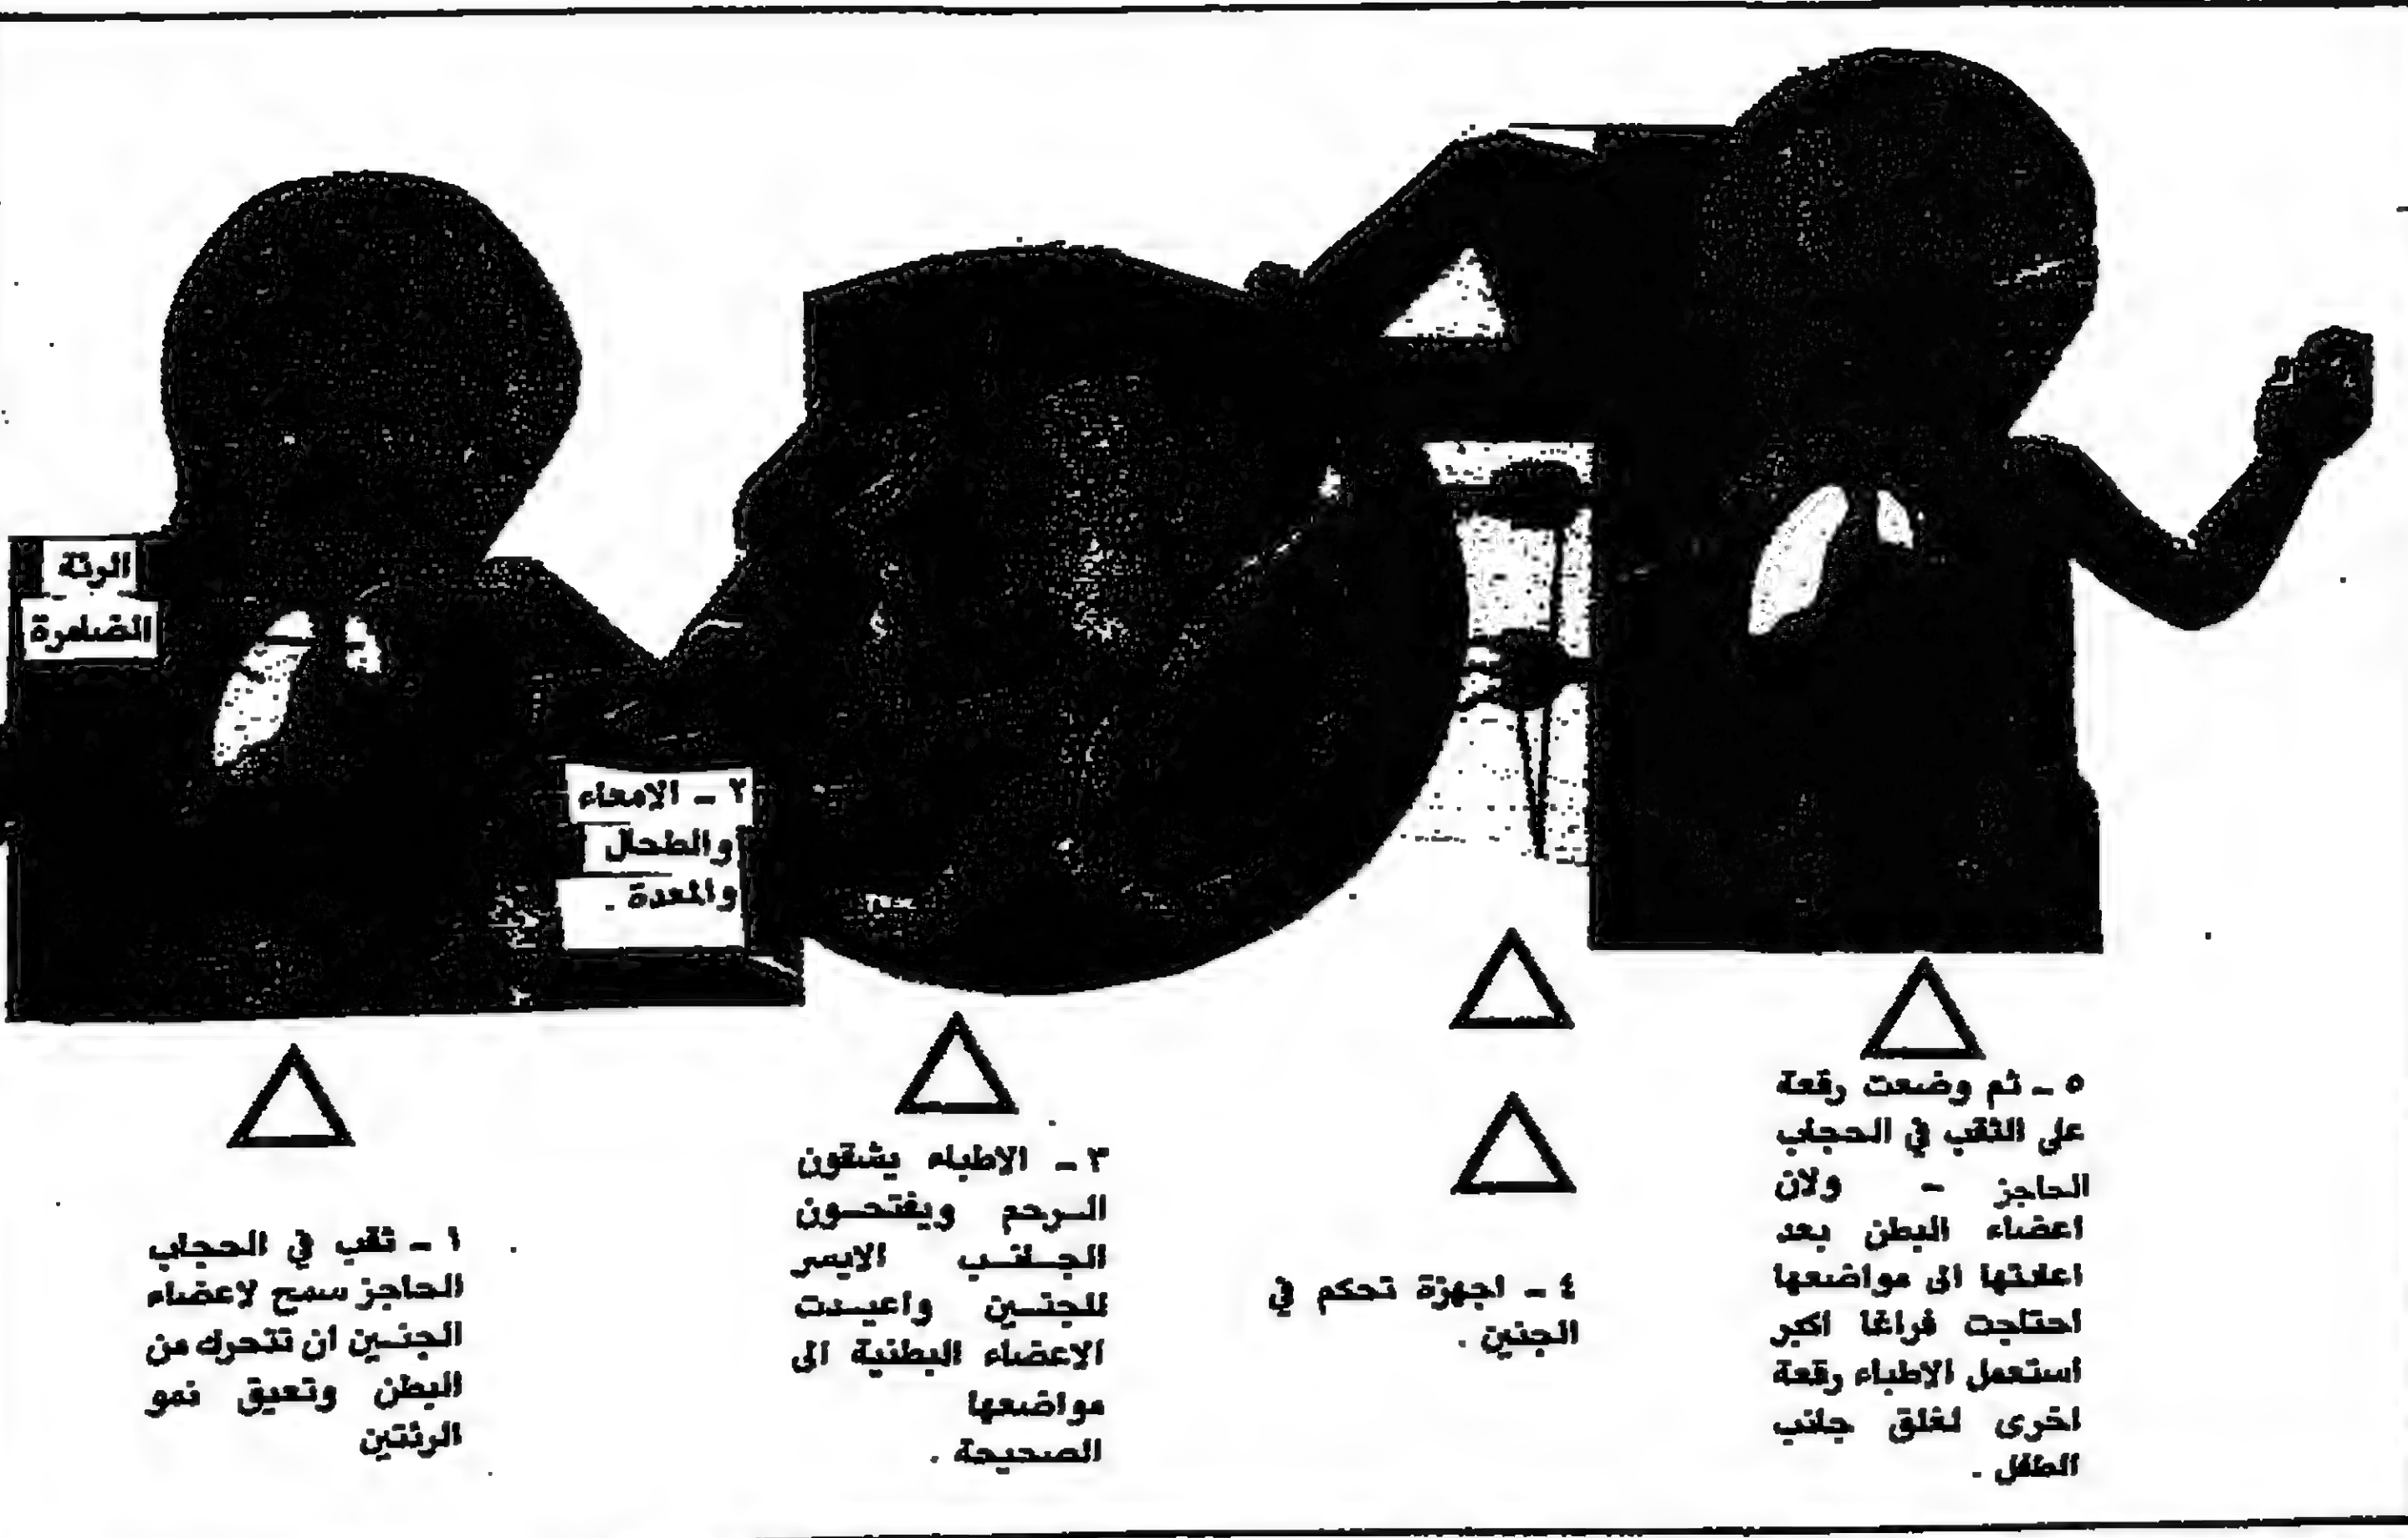 الرئة
الضامرة
٢ - الامعاء
والطحال
والمعدة .
١ - ثقب في الحجاب
الحاجز سمح لاعضاء
الجنين ان تتحرك من
البطن وتعيق نمو
الرئتين
٣ - الاطباء يشقون
الرحم ويفتحون
الجانب الايسر
للجنين واعيدت
الاعضاء البطنية الى
مواضعها
الصحيحة .
٤ - اجهزة تحكم في
الجنين .
٥ - ثم وضعت رقعة
على الثقب في الحجاب
الحاجز - ولان
اعضاء البطن بعد
اعادتها الى مواضعها
احتاجت فراغا اكبر
استعمل الاطباء رقعة
اخرى لغلق جانب
الطفل .